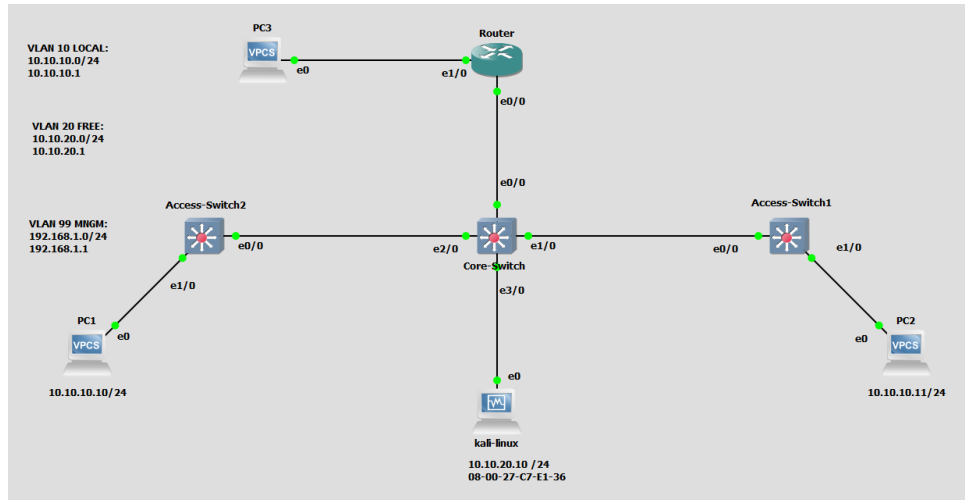 PC3
Router
VLAN 10 LOCAL:
10.10.10.0/24
10.10.10.1
VPCS
e0
e1/0
e0/0
VLAN 20 FREE:
10.10.20.0/24
10.10.20.1
e0/0
Access-Switch2
Access-Switch1
VLAN 99 MNGM:
192.168.1.0/24
192.168.1.1
e0/0
e2/0
e1/0
e0/0
e1/0
Core-Switch
e1/0
e3/0
PC1
e0
VPCS
PC2
e0
VPCS
10.10.10.10/24
e0
10.10.10.11/24
kali-linux
10.10.20.10 /24
08-00-27-C7-E1-36